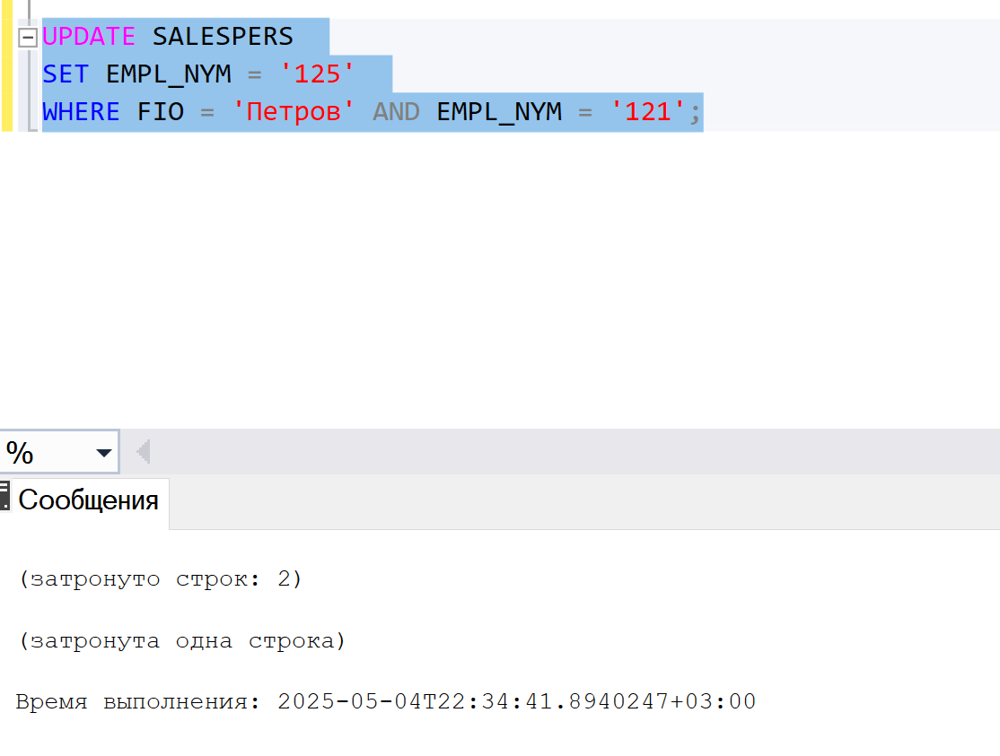 UPDATE SALESPERS
SET EMPL_NYM = '125'
WHERE FIO = 'Петров' AND EMPL_NYM = '121';
%
Сообщения
(затронуто строк: 2)
(затронута одна строка)
Время выполнения: 2025-05-04T22:34:41.8940247+03:00